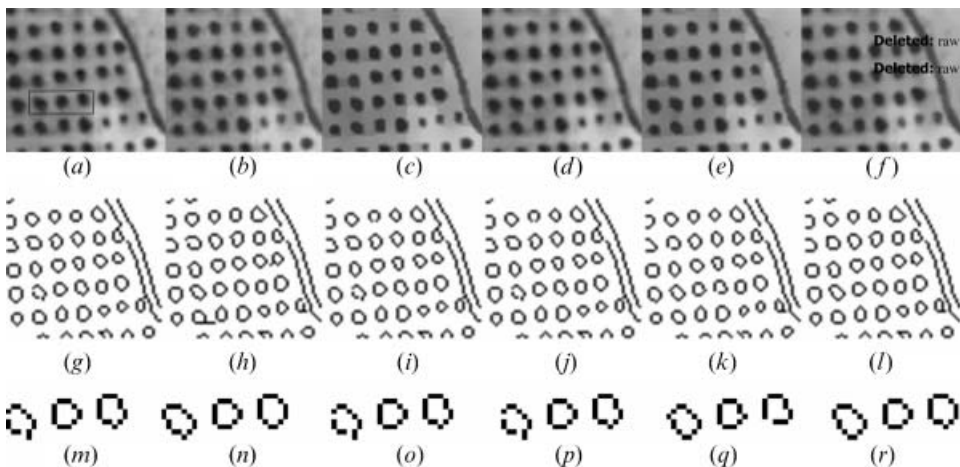 Deleted: raw
Deleted: raw
(a) (b) (c) (d) (e) (f)
(g) (h) (i) (j) (k) (l)
(m) (n) (o) (p) (q) (r)